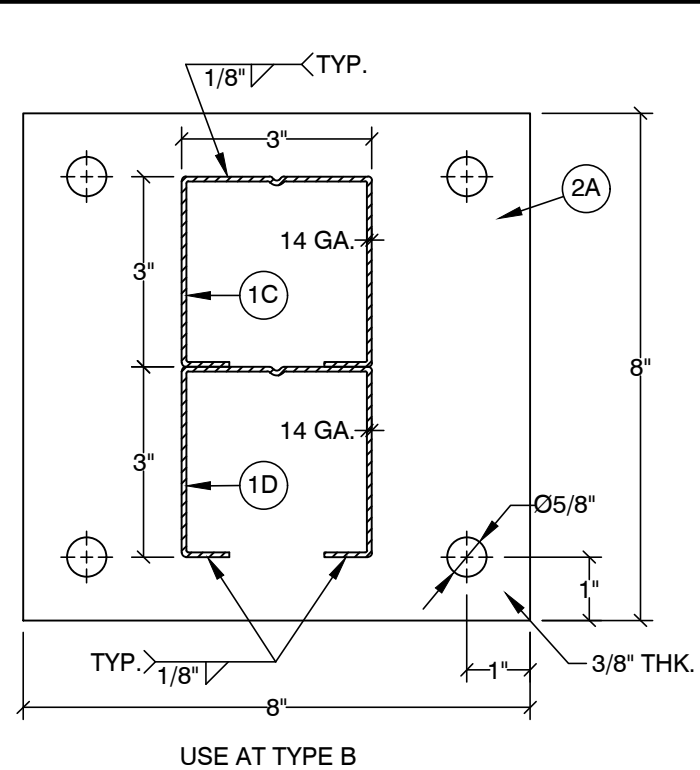 TYP.
1/8"
3"
2A
14 GA.
3"
1C
8"
14 GA.
3"
1D
Ø5/8"
1"
TYP.
1/8"
1"
3/8" THK.
8"
USE AT TYPE B